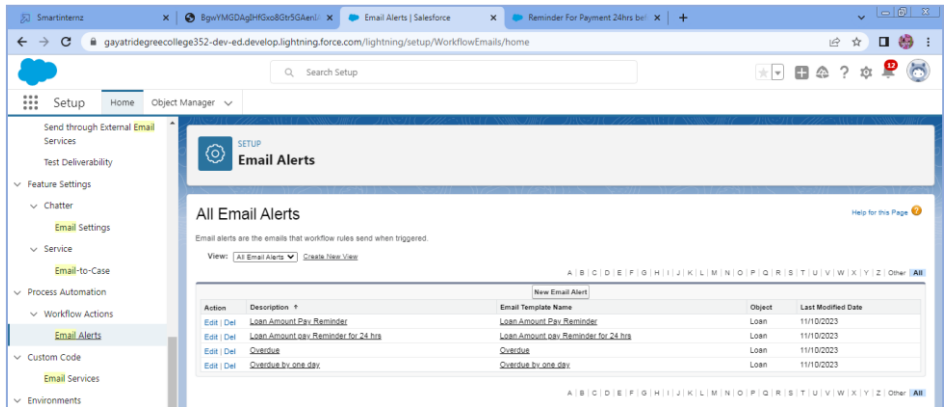 Smartinternz
BgwYMGDAgIHfGxo8Gtr5GAenI/
Email Alerts | Salesforce
Reminder For Payment 24hrs bef
gayatridegreecollege352-dev-ed.develop.lightning.force.com/lightning/setup/WorkflowEmails/home
Search Setup
12
Setup
Home
Object Manager
Send through External Email
Services
Test Deliverability
Feature Settings
Chatter
Email Settings
Service
Email-to-Case
Process Automation
Workflow Actions
Email Alerts
Custom Code
Email Services
Environments
SETUP
Email Alerts
All Email Alerts
Help for this Page
Email alerts are the emails that workflow rules send when triggered.
View: All Email Alerts Create New View
A | B | C | D | E | F | G | H | I | J | K | L | M | N | O | P | Q | R | S | T | U | V | W | X | Y | Z | Other All
New Email Alert
Action Description ↑ Email Template Name Object Last Modified Date
Edit | Del Loan Amount Pay Reminder Loan Amount Pay Reminder Loan 11/10/2023
Edit | Del Loan Amount pay Reminder for 24 hrs Loan Amount pay Reminder for 24 hrs Loan 11/10/2023
Edit | Del Overdue Overdue Loan 11/10/2023
Edit | Del Overdue by one day Overdue by one day Loan 11/10/2023
A | B | C | D | E | F | G | H | I | J | K | L | M | N | O | P | Q | R | S | T | U | V | W | X | Y | Z | Other All